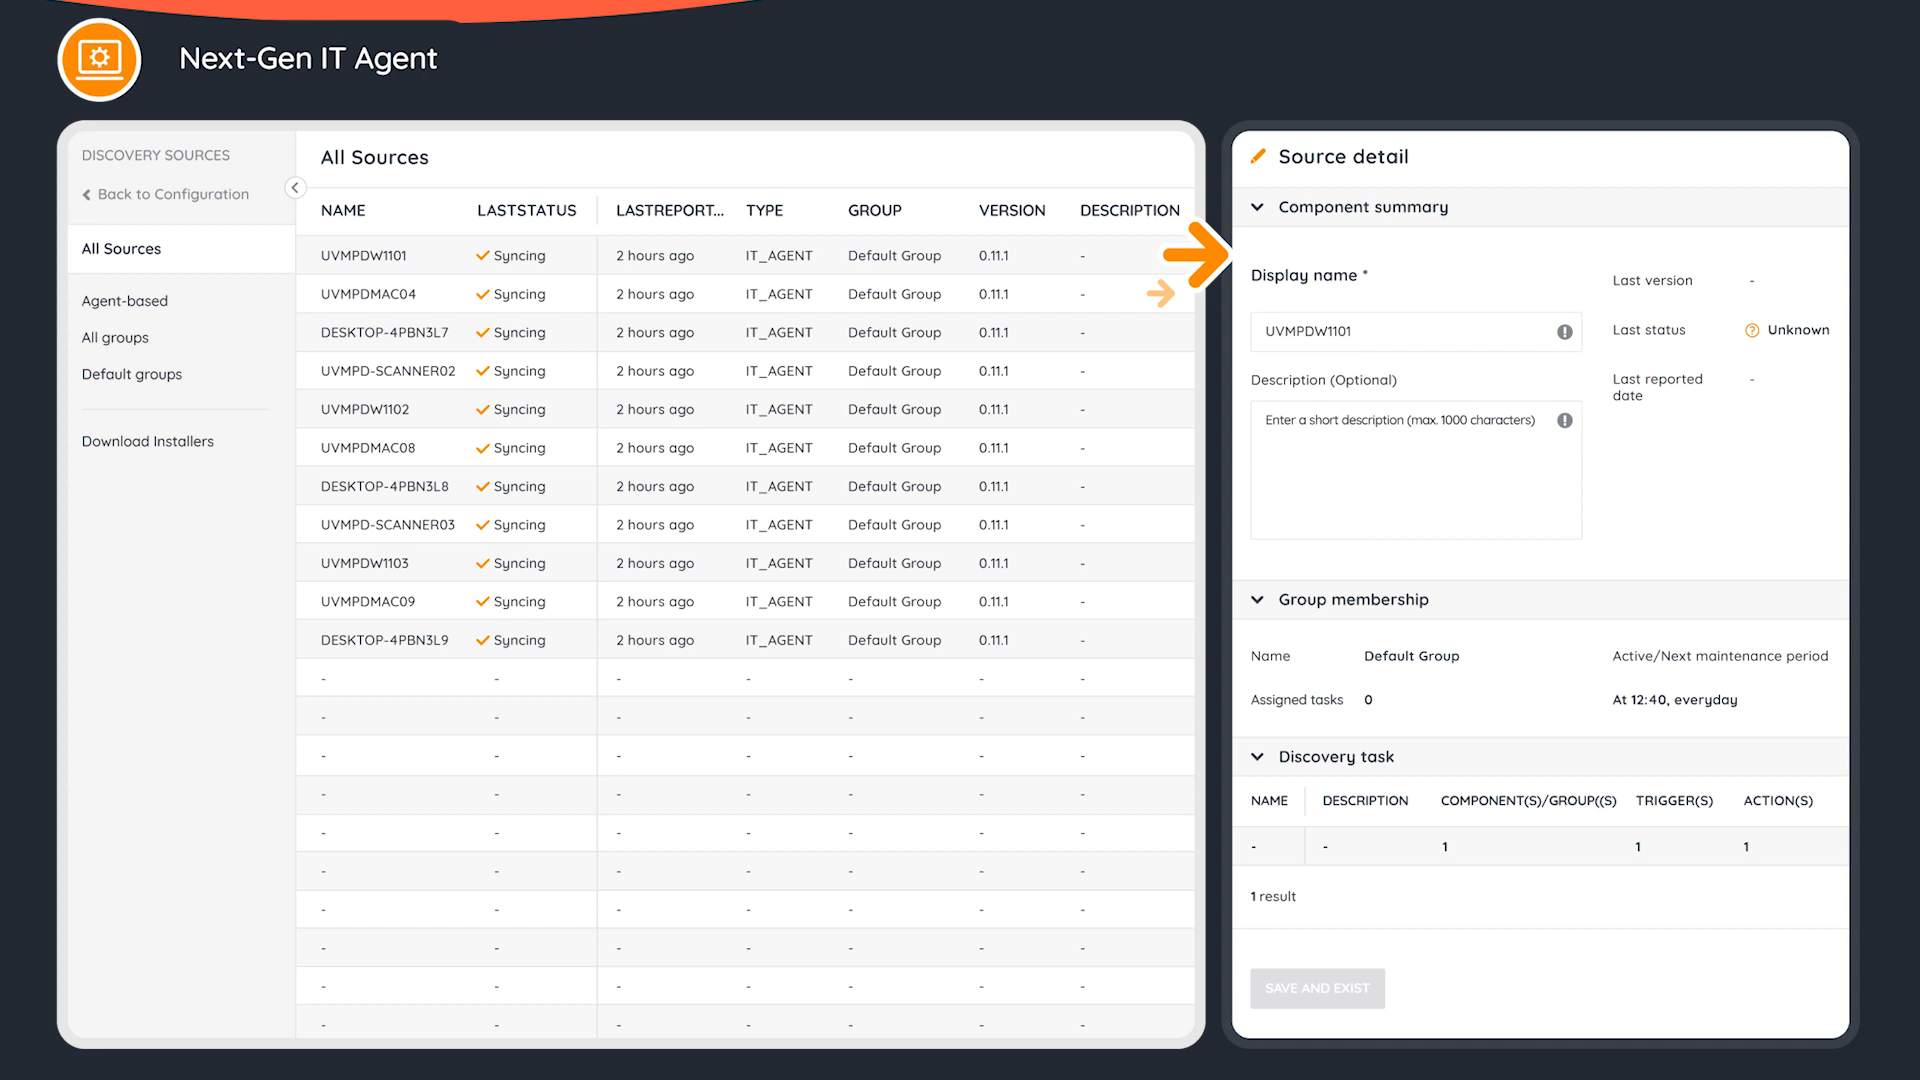 Next-Gen IT Agent
DISCOVERY SOURCES
Back to Configuration
All Sources
Agent-based
All groups
Default groups
Download Installers
All Sources
NAME LASTSTATUS LASTREPORT... TYPE GROUP VERSION DESCRIPTION
UVMPDW1101 Syncing 2 hours ago IT_AGENT Default Group 0.11.1 -
UVMPDMAC04 Syncing 2 hours ago IT_AGENT Default Group 0.11.1 -
DESKTOP-4PBN3L7 Syncing 2 hours ago IT_AGENT Default Group 0.11.1 -
UVMPD-SCANNER02 Syncing 2 hours ago IT_AGENT Default Group 0.11.1 -
UVMPDW1102 Syncing 2 hours ago IT_AGENT Default Group 0.11.1 -
UVMPDMAC08 Syncing 2 hours ago IT_AGENT Default Group 0.11.1 -
DESKTOP-4PBN3L8 Syncing 2 hours ago IT_AGENT Default Group 0.11.1 -
UVMPD-SCANNER03 Syncing 2 hours ago IT_AGENT Default Group 0.11.1 -
UVMPDW1103 Syncing 2 hours ago IT_AGENT Default Group 0.11.1 -
UVMPDMAC09 Syncing 2 hours ago IT_AGENT Default Group 0.11.1 -
DESKTOP-4PBN3L9 Syncing 2 hours ago IT_AGENT Default Group 0.11.1 -
- - - - - - -
- - - - - - -
- - - - - - -
- - - - - - -
- - - - - - -
- - - - - - -
- - - - - - -
- - - - - - -
- - - - - - -
- - - - - - -
Source detail
Component summary
Display name *
UVMPDW1101
Description (Optional)
Enter a short description (max. 1000 characters)
Last version -
Last status Unknown
Last reported -
date
Group membership
Name Default Group Active/Next maintenance period
Assigned tasks 0 At 12:40, everyday
Discovery task
NAME DESCRIPTION COMPONENT(S)/GROUP((S) TRIGGER(S) ACTION(S)
- - 1 1 1
1 result
SAVE AND EXIST